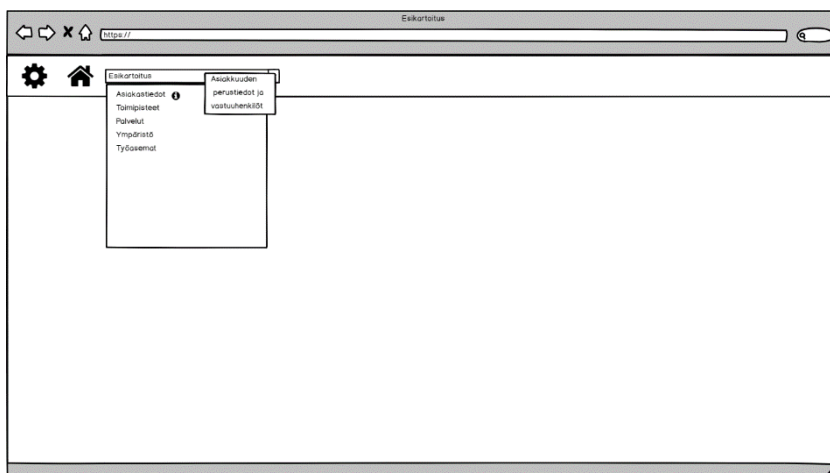 Esikartoitus
https://
Esikartoitus
Asiakkuuden
perustiedot ja
vastuuhenkilöt
Asiakastiedot
Toimipisteet
Palvelut
Ympäristö
Työasemat